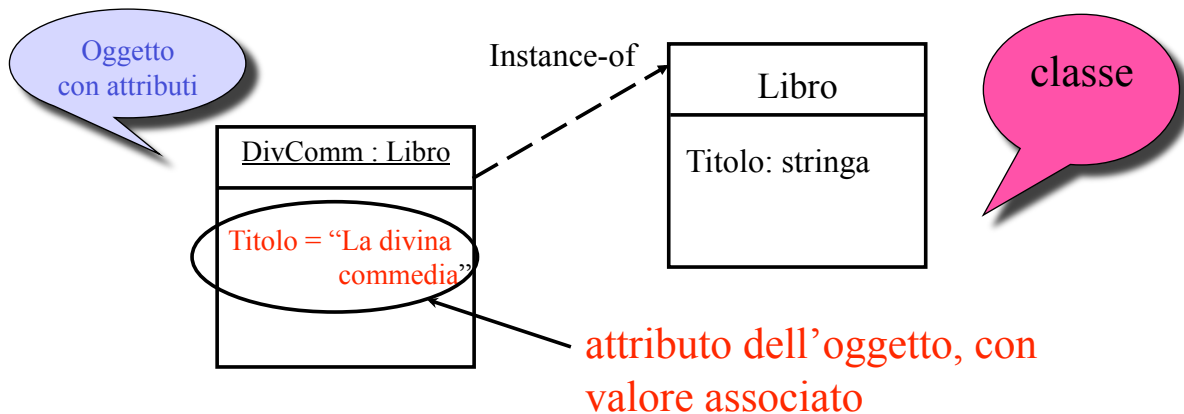 Oggetto
con attributi
Instance-of
Libro
classe
DivComm : Libro
Titolo: stringa
Titolo = “La divina
commedia”
attributo dell’oggetto, con
valore associato